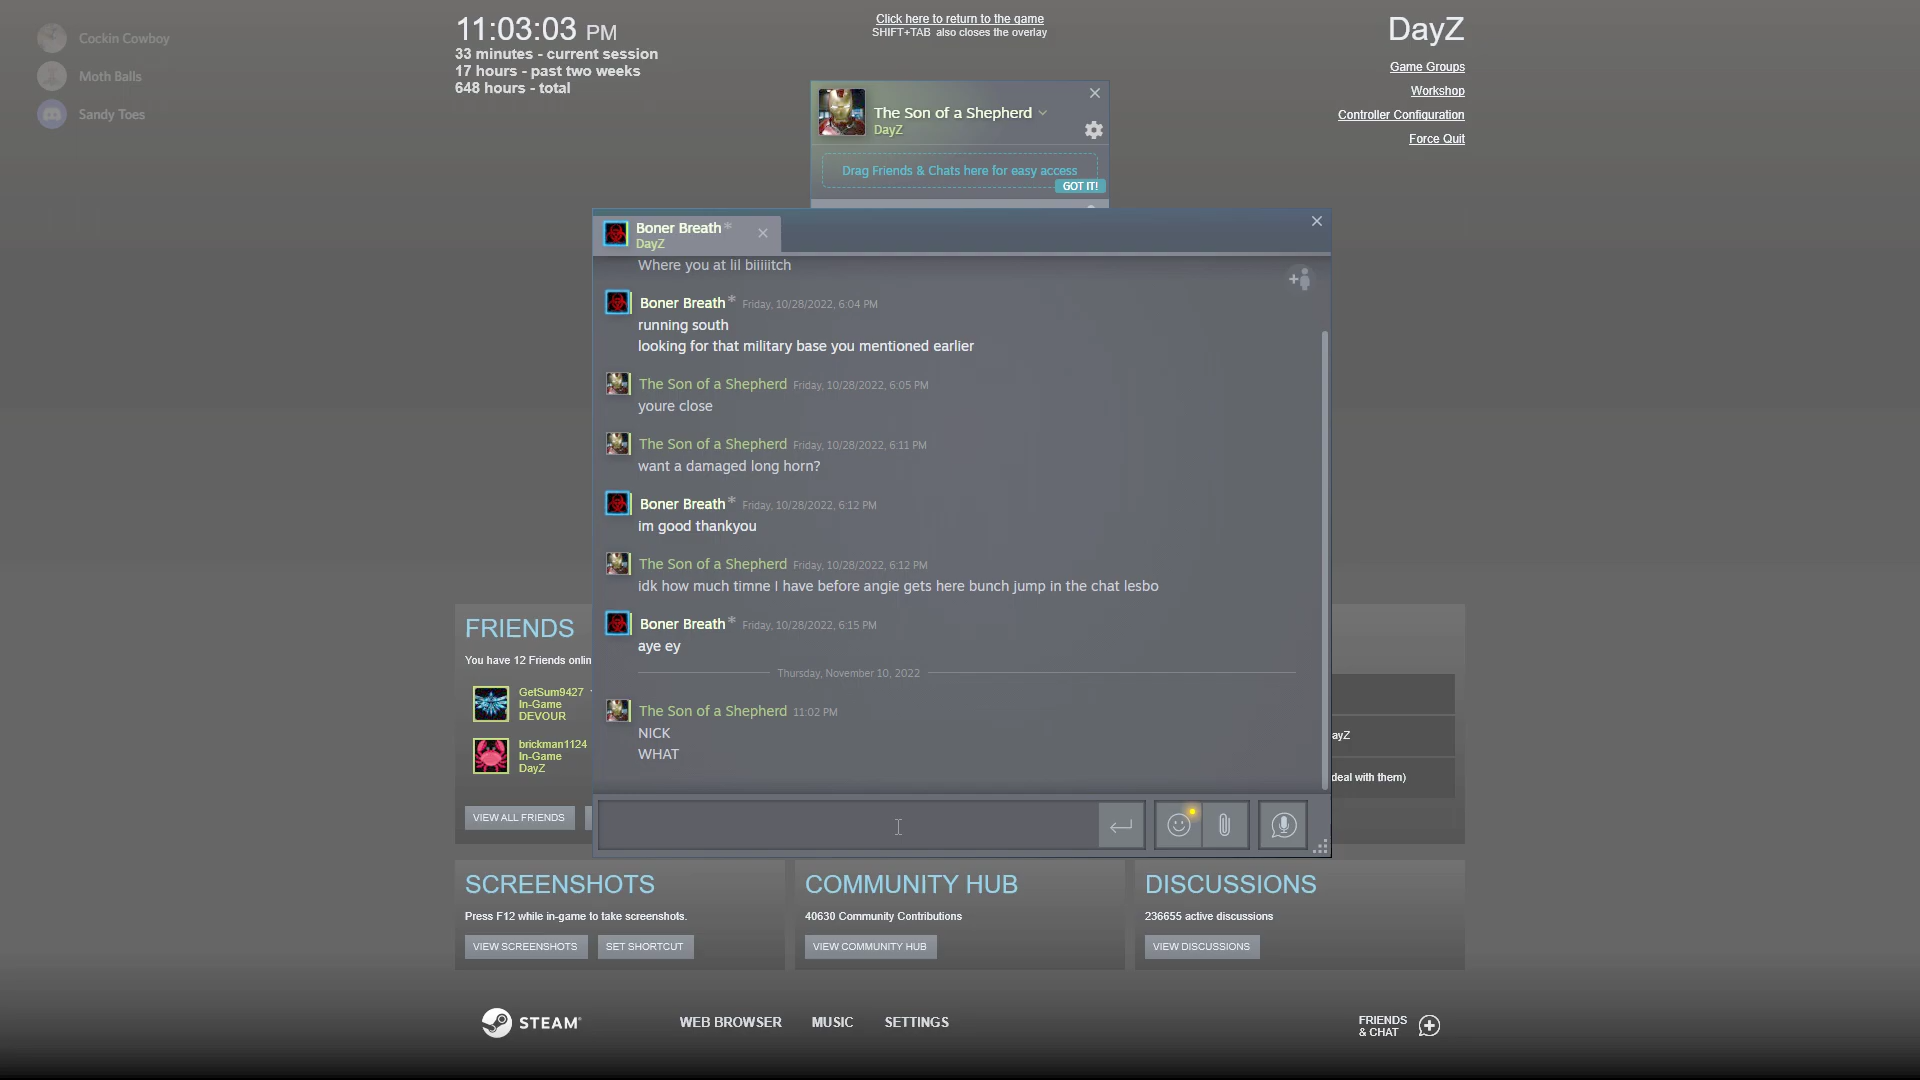 Cockin Cowboy
Moth Balls
Sandy Toes
11:03:03 PM
33 minutes - current session
17 hours - past two weeks
648 hours - total
Click here to return to the game
SHIFT+TAB also closes the overlay
DayZ
Game Groups
Workshop
Controller Configuration
Force Quit
The Son of a Shepherd
DayZ
Drag Friends & Chats here for easy access
GOT IT!
Boner Breath*
DayZ
Where you at lil biiiiitch
Boner Breath* Friday, 10/28/2022, 6:04 PM
running south
looking for that military base you mentioned earlier
The Son of a Shepherd Friday, 10/28/2022, 6:05 PM
youre close
The Son of a Shepherd Friday, 10/28/2022, 6:11 PM
want a damaged long horn?
Boner Breath* Friday, 10/28/2022, 6:12 PM
im good thankyou
The Son of a Shepherd Friday, 10/28/2022, 6:12 PM
idk how much timne I have before angie gets here bunch jump in the chat lesbo
Boner Breath* Friday, 10/28/2022, 6:15 PM
aye ey
Thursday, November 10, 2022
The Son of a Shepherd 11:02 PM
NICK
WHAT
FRIENDS
You have 12 Friends onlin
GetSum9427
In-Game
DEVOUR
brickman1124
In-Game
DayZ
VIEW ALL FRIENDS
ayZ
deal with them)
SCREENSHOTS
Press F12 while in-game to take screenshots.
VIEW SCREENSHOTS
SET SHORTCUT
COMMUNITY HUB
40630 Community Contributions
VIEW COMMUNITY HUB
DISCUSSIONS
236655 active discussions
VIEW DISCUSSIONS
STEAM
WEB BROWSER
MUSIC
SETTINGS
FRIENDS
& CHAT